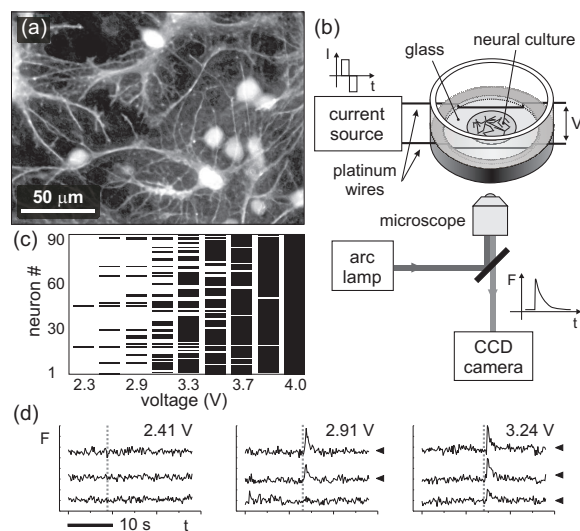 (a)
50 μm
(b)
I
t
glass
neural culture
current
source
V
platinum
wires
microscope
arc
lamp
F
t
CCD
camera
(c)
neuron #
90
60
30
1
2.3 2.9 3.3 3.7 4.0
voltage (V)
(d)
F
2.41 V
2.91 V
3.24 V
10 s
t